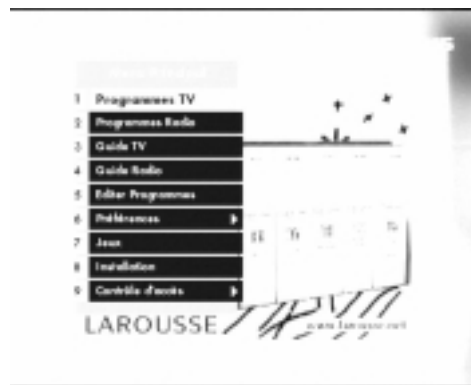 1 Programmes TV
2 Programmes Radio
3 Guide TV
4 Guide Radio
5 Editer Programmes
6 Préférences
7 Jeux
8 Installation
9 Contrôle d'accès
LAROUSSE
www.larousse.net